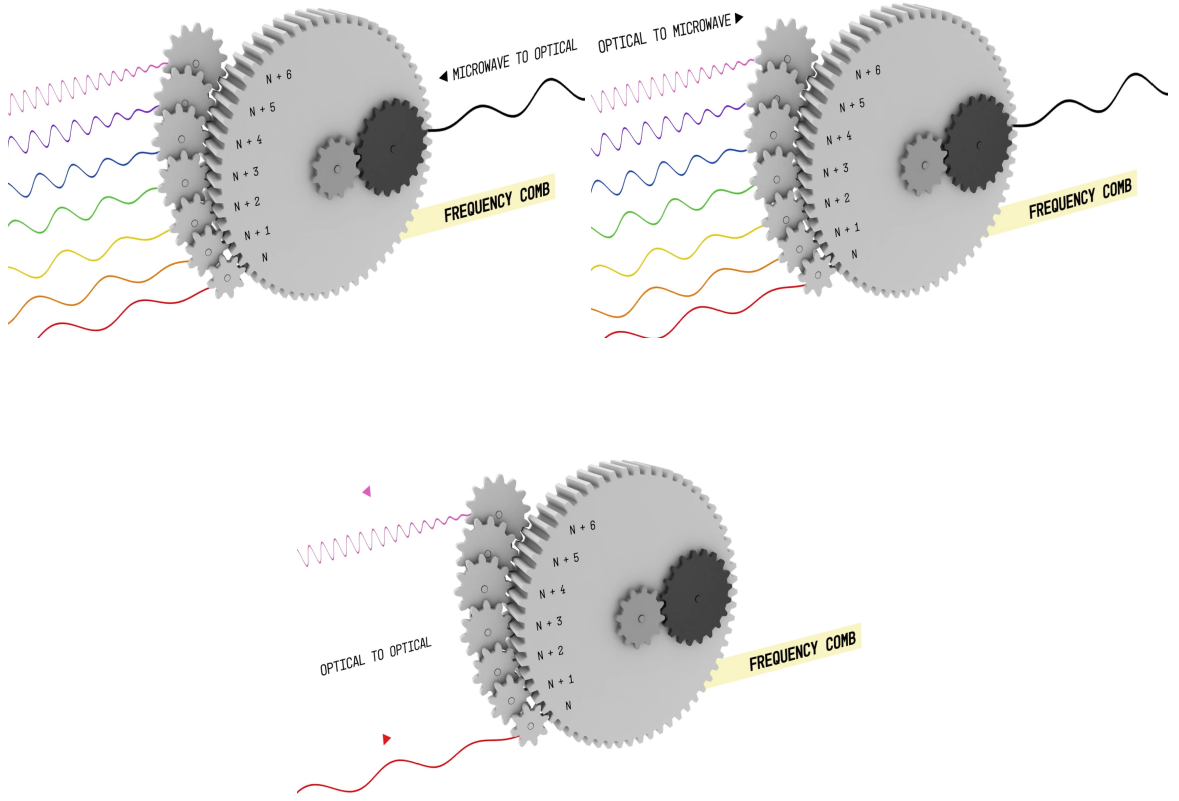 MICROWAVE TO OPTICAL
N + 6
N + 5
N + 4
N + 3
N + 2
N + 1
N
FREQUENCY COMB
OPTICAL TO MICROWAVE
N + 6
N + 5
N + 4
N + 3
N + 2
N + 1
N
FREQUENCY COMB
N + 6
N + 5
N + 4
N + 3
N + 2
N + 1
N
OPTICAL TO OPTICAL
FREQUENCY COMB